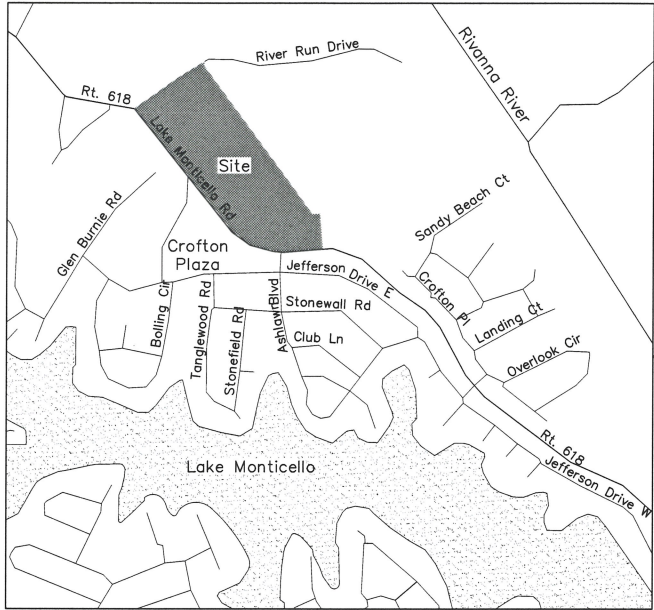 River Run Drive
Rivanna River
Rt. 618
Lake Monticello Rd
Site
Sandy Beach Ct
Glen Burnie Rd
Crofton
Plaza
Jefferson Drive E
Crofton Pl
Bolling Cir
Tanglewood Rd
Stonefield Rd
Ashlawn Blvd
Stonewall Rd
Landing Ct
Club Ln
Overlook Cir
Rt. 618
Jefferson Drive W
Lake Monticello